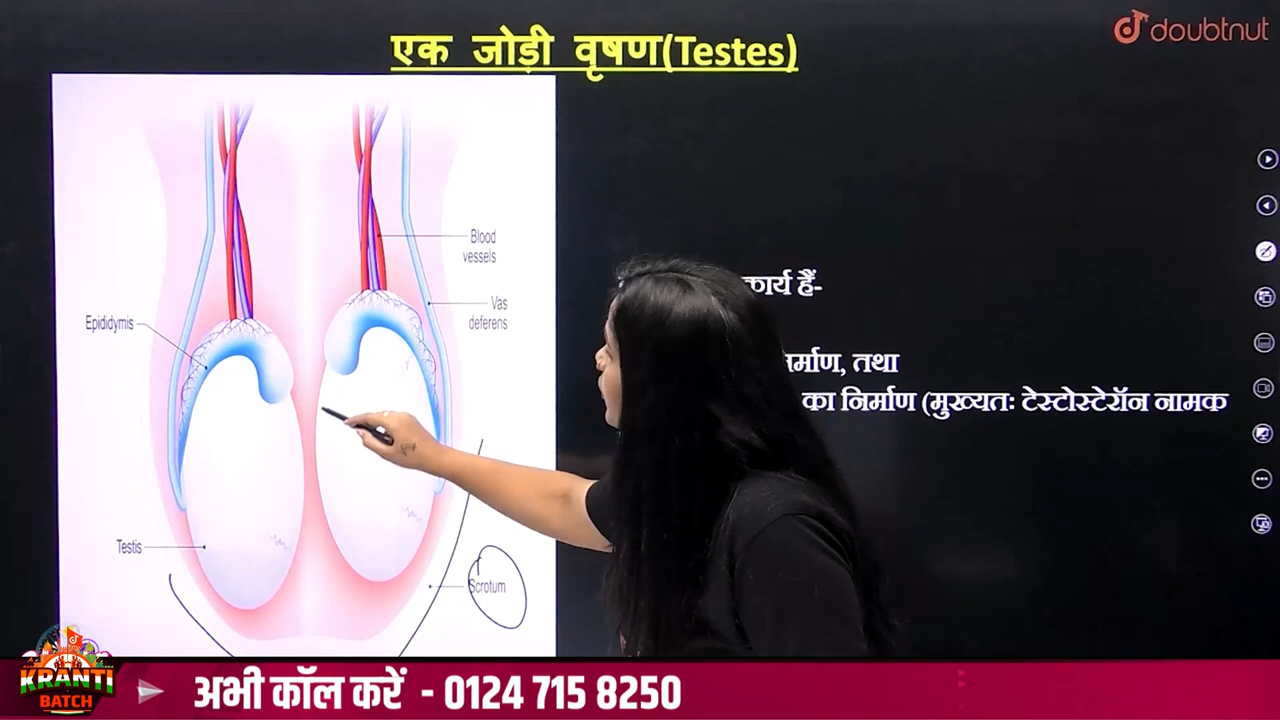 एक जोड़ी वृषण(Testes)
doubtnut
Blood
vessels
Vas
deferens
Epididymis
कार्य हैं-
तथा
का निर्माण (मुख्यतः टेस्टोस्टेरॉन नामक
Testis
Scrotum
KRANTI
BATCH
अभी कॉल करें - 0124 715 8250